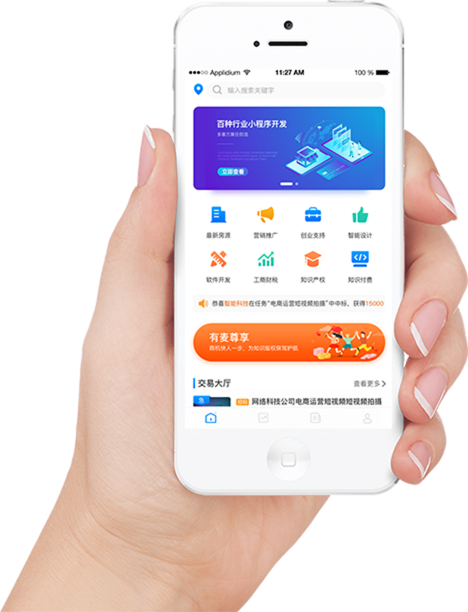 Applidium
11:27 AM
100 %
输入搜索关键字
百种行业小程序开发
多重方案任您选
立即查看
最新房源
营销推广
创业支持
智能设计
软件开发
工商财税
知识产权
知识付费
恭喜智能科技在任务"电商运营短视频拍摄"中中标，获得15000
有麦尊享
商机快人一步，为知识版权保驾护航
交易大厅
查看更多
急
网络科技公司电商运营短视频短视频拍摄